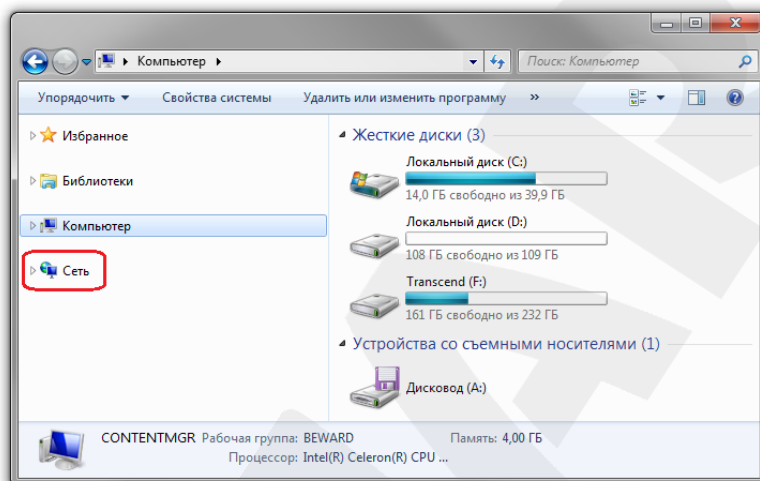 Компьютер
Поиск: Компьютер
Упорядочить Свойства системы Удалить или изменить программу »
Избранное
Библиотеки
Компьютер
Сеть
Жесткие диски (3)
Локальный диск (C:)
14,0 ГБ свободно из 39,9 ГБ
Локальный диск (D:)
108 ГБ свободно из 109 ГБ
Transcend (F:)
161 ГБ свободно из 232 ГБ
Устройства со съемными носителями (1)
Дисковод (A:)
CONTENTMGR Рабочая группа: BEWARD Память: 4,00 ГБ
Процессор: Intel(R) Celeron(R) CPU ...